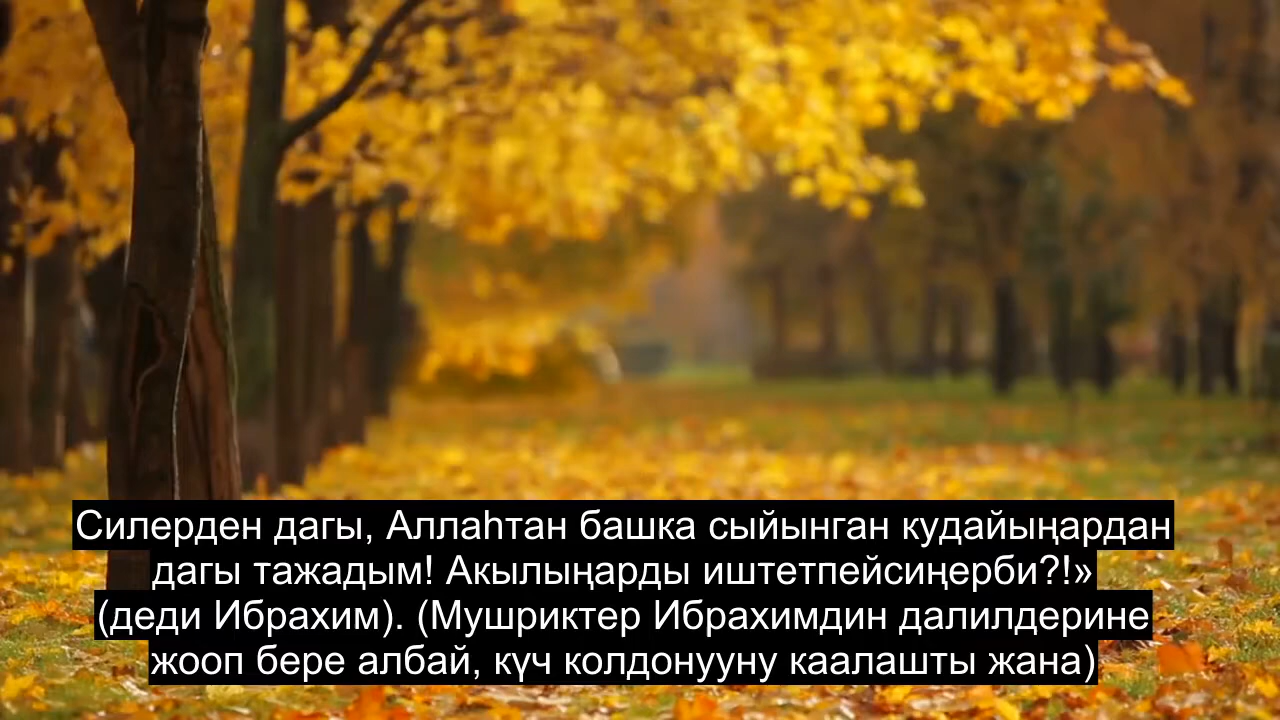 Силерден дагы, Аллаһтан башка сыйынган кудайыңардан
дагы тажадым! Акылыңарды иштетпейсиңерби?!»
(деди Ибрахим). (Мушриктер Ибрахимдин далилдерине
жооп бере албай, күч колдонууну каалашты жана)